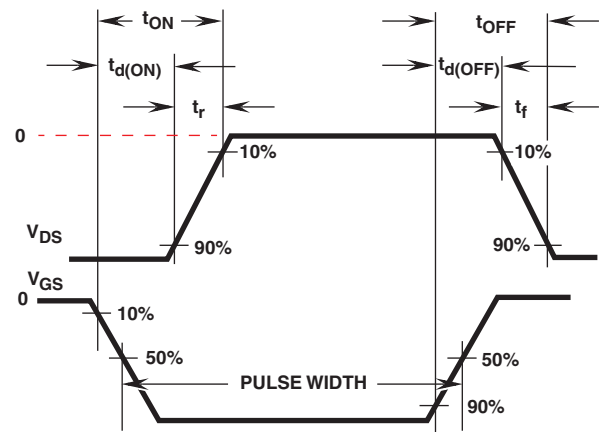 tON
tOFF
td(ON)
td(OFF)
tr
tf
0
10%
10%
VDS
90%
90%
VGS
0
10%
50%
50%
PULSE WIDTH
90%